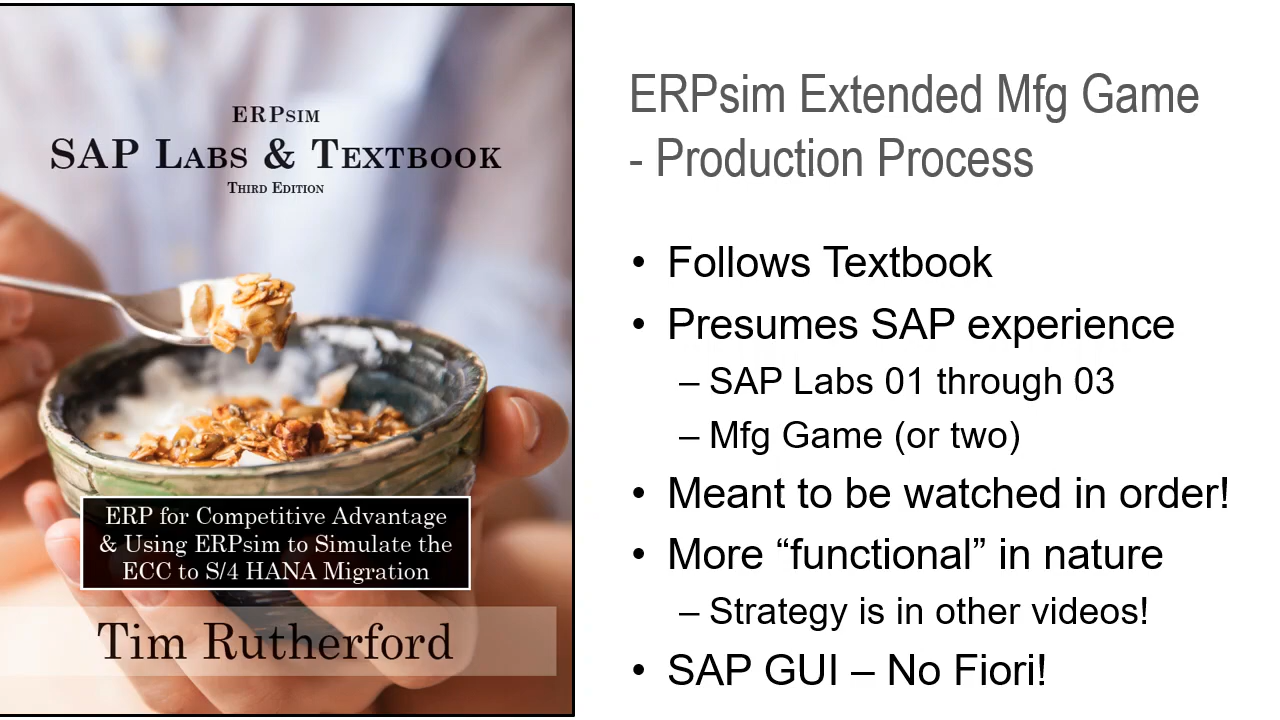 ERPSIM
SAP LABS & TEXTBOOK
THIRD EDITION
ERP for Competitive Advantage
& Using ERPsim to Simulate the
ECC to S/4 HANA Migration
Tim Rutherford
ERPsim Extended Mfg Game
- Production Process
• Follows Textbook
• Presumes SAP experience
– SAP Labs 01 through 03
– Mfg Game (or two)
• Meant to be watched in order!
• More “functional” in nature
– Strategy is in other videos!
• SAP GUI – No Fiori!